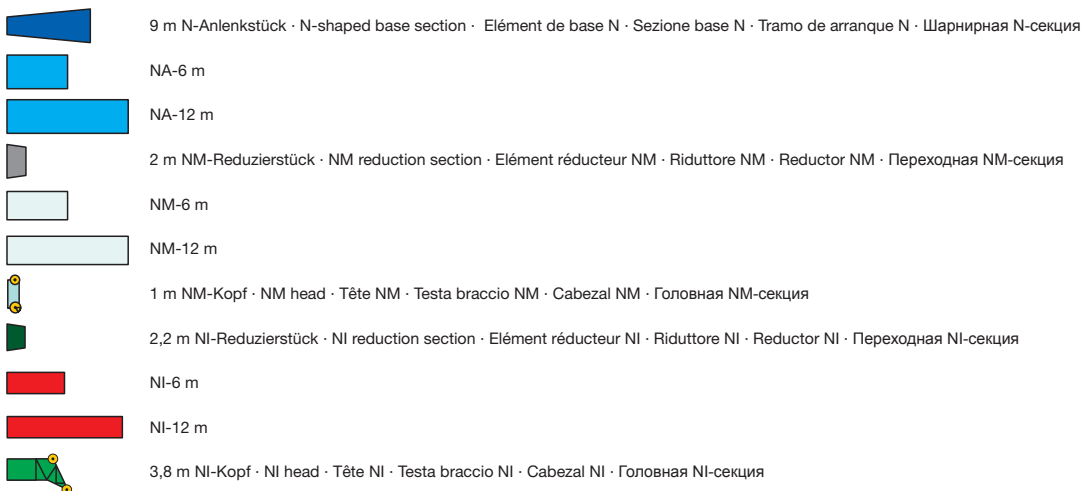 9 m N-Anlenkstück · N-shaped base section · Elément de base N · Sezione base N · Tramo de arranque N · Шарнирная N-секция
NA-6 m
NA-12 m
2 m NM-Reduzierstück · NM reduction section · Elément réducteur NM · Riduttore NM · Reductor NM · Переходная NM-секция
NM-6 m
NM-12 m
1 m NM-Kopf · NM head · Tête NM · Testa braccio NM · Cabezal NM · Головная NM-секция
2,2 m NI-Reduzierstück · NI reduction section · Elément réducteur NI · Riduttore NI · Reductor NI · Переходная NI-секция
NI-6 m
NI-12 m
3,8 m NI-Kopf · NI head · Tête NI · Testa braccio NI · Cabezal NI · Головная NI-секция